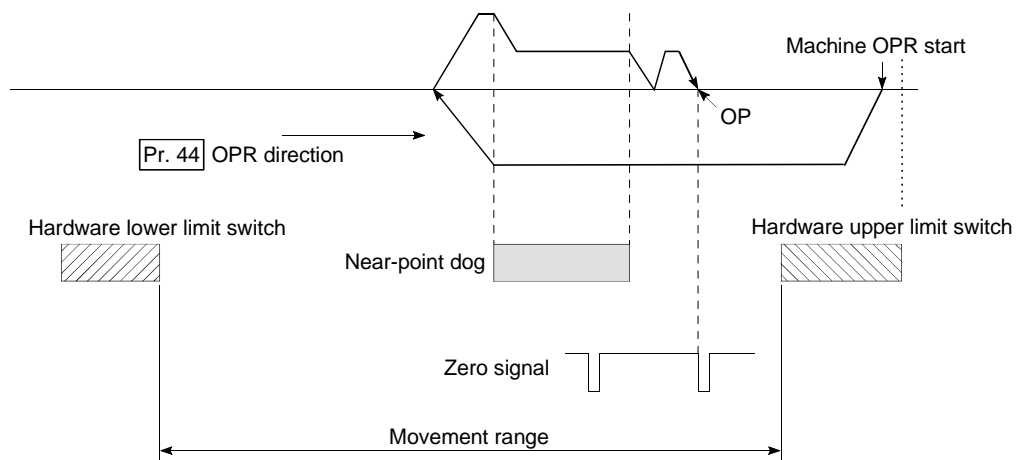 Machine OPR start
OP
Pr. 44 OPR direction
Hardware lower limit switch
Hardware upper limit switch
Near-point dog
Zero signal
Movement range